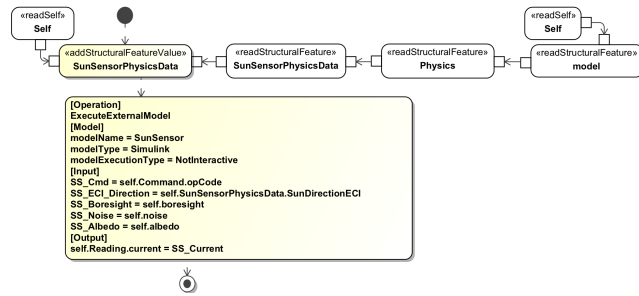 «readSelf»
Self
«readSelf»
Self
«addStructuralFeatureValue»
SunSensorPhysicsData
«readStructuralFeature»
SunSensorPhysicsData
«readStructuralFeature»
Physics
«readStructuralFeature»
model
[Operation]
ExecuteExternalModel
[Model]
modelName = SunSensor
modelType = Simulink
modelExecutionType = NotInteractive
[Input]
SS_Cmd = self.Command.opCode
SS_ECI_Direction = self.SunSensorPhysicsData.SunDirectionECI
SS_Boresight = self.boresight
SS_Noise = self.noise
SS_Albedo = self.albedo
[Output]
self.Reading.current = SS_Current